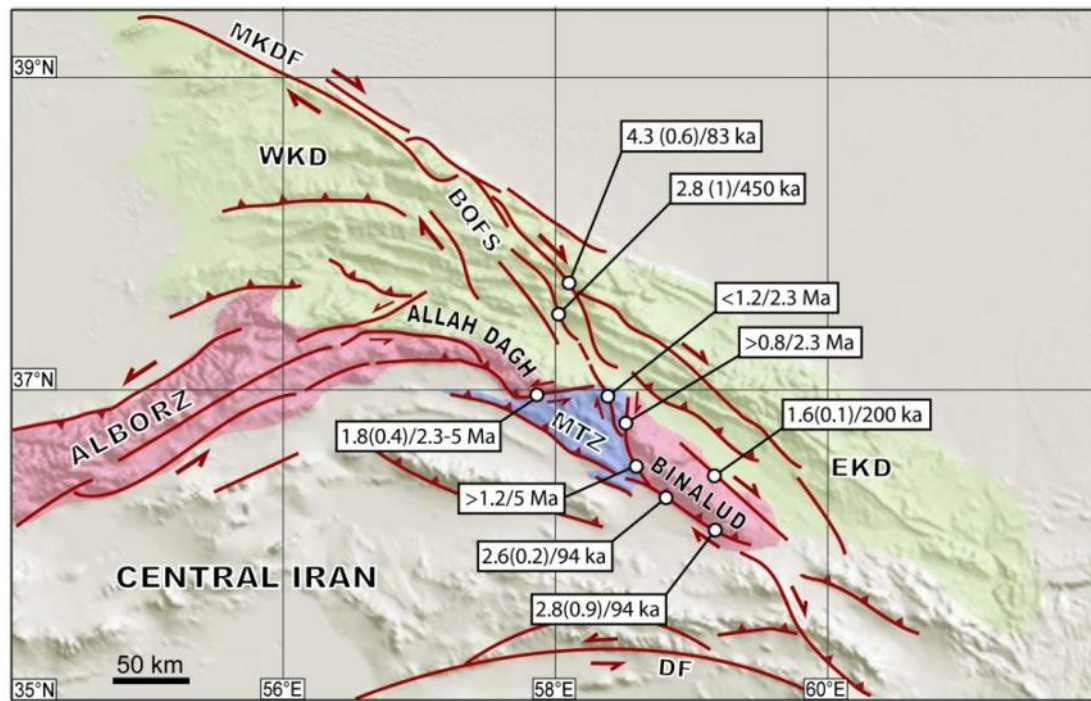 39°N
MKDF
4.3 (0.6)/83 ka
WKD
2.8 (1)/450 ka
BQFS
<1.2/2.3 Ma
ALLAH DAGH
>0.8/2.3 Ma
37°N
ALBORZ
MTZ
1.6(0.1)/200 ka
1.8(0.4)/2.3-5 Ma
BINALUD
EKD
>1.2/5 Ma
2.6(0.2)/94 ka
CENTRAL IRAN
2.8(0.9)/94 ka
50 km
DF
35°N
56°E
58°E
60°E